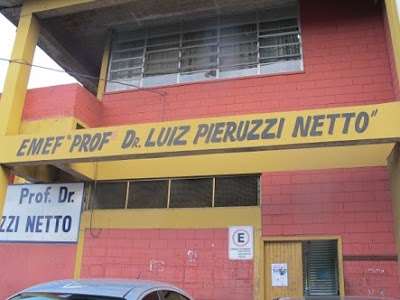 EMEF "PROF DR. LUIZ PIERUZZI NETTO"
Prof. Dr.
ZZI NETTO
E